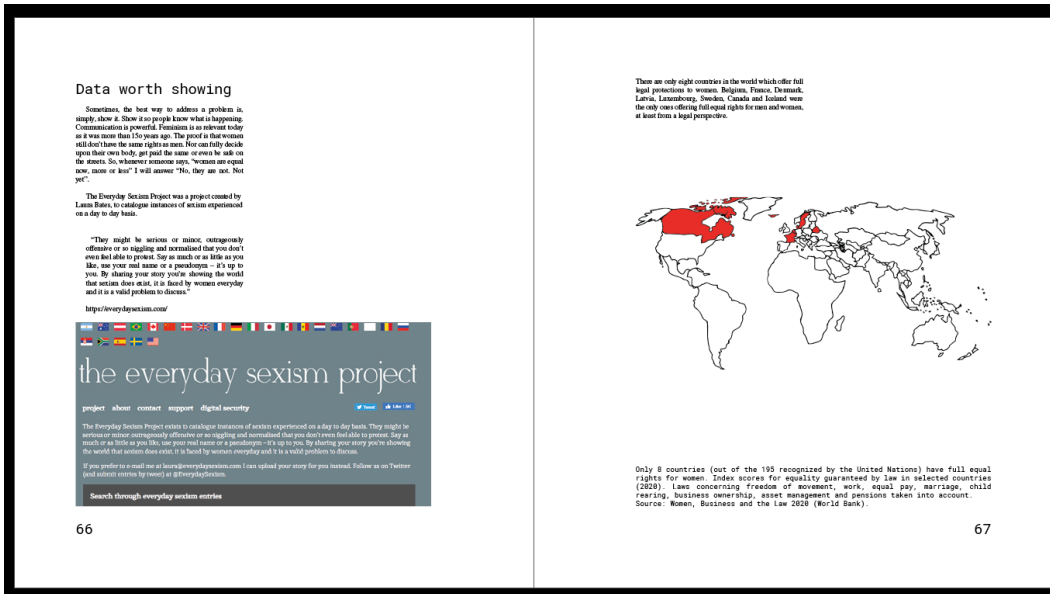 Data worth showing
Sometimes, the best way to address a problem is,
simply, show it. Show it so people know what is happening.
Communication is powerful. Feminism is as relevant today
as it was more than 150 years ago. The proof is that women
still don't have the same rights as men. Nor can fully decide
upon their own body, get paid the same or even be safe on
the streets. So, whenever someone says, "women are equal
now, more or less" I will answer "No, they are not. Not
yet".
The Everyday Sexism Project was a project created by
Laura Bates, to catalogue instances of sexism experienced
on a day to day basis.
"They might be serious or minor, outrageously
offensive or so niggling and normalised that you don't
even feel able to protest. Say as much or as little as you
like, use your real name or a pseudonym – it's up to
you. By sharing your story you're showing the world
that sexism does exist, it is faced by women everyday
and it is a valid problem to discuss."
https://everydaysexism.com/
the everyday sexism project
project about contact support digital security
Tweet Like 1.5K
The Everyday Sexism Project exists to catalogue instances of sexism experienced on a day to day basis. They might be
serious or minor, outrageously offensive or so niggling and normalised that you don't even feel able to protest. Say as
much or as little as you like, use your real name or a pseudonym – it's up to you. By sharing your story you're showing
the world that sexism does exist, it is faced by women everyday and it is a valid problem to discuss.
If you prefer to e-mail me at laura@everydaysexism.com I can upload your story for you instead. Follow us on Twitter
(and submit entries by tweet) at @EverydaySexism.
Search through everyday sexism entries
66
There are only eight countries in the world which offer full
legal protections to women. Belgium, France, Denmark,
Latvia, Luxembourg, Sweden, Canada and Iceland were
the only ones offering full equal rights for men and women,
at least from a legal perspective.
Only 8 countries (out of the 195 recognized by the United Nations) have full equal
rights for women. Index scores for equality guaranteed by law in selected countries
(2020). Laws concerning freedom of movement, work, equal pay, marriage, child
rearing, business ownership, asset management and pensions taken into account.
Source: Women, Business and the Law 2020 (World Bank).
67